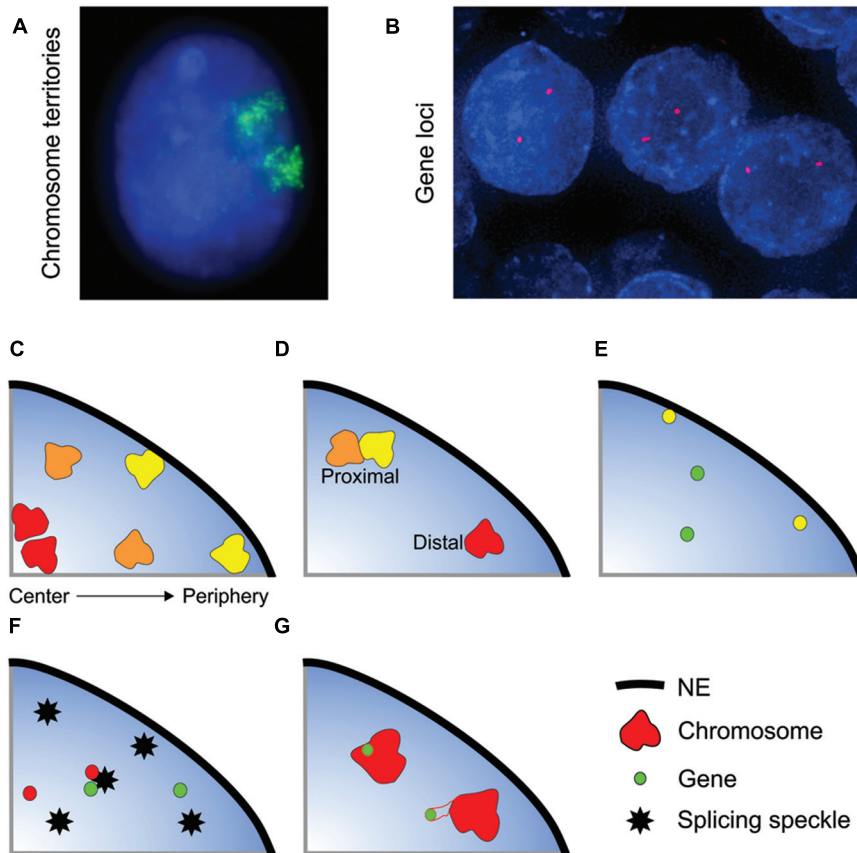 A
Chromosome territories
B
Gene loci
C
D
E
Proximal
Distal
Center
Periphery
F
G
NE
Chromosome
Gene
Splicing speckle